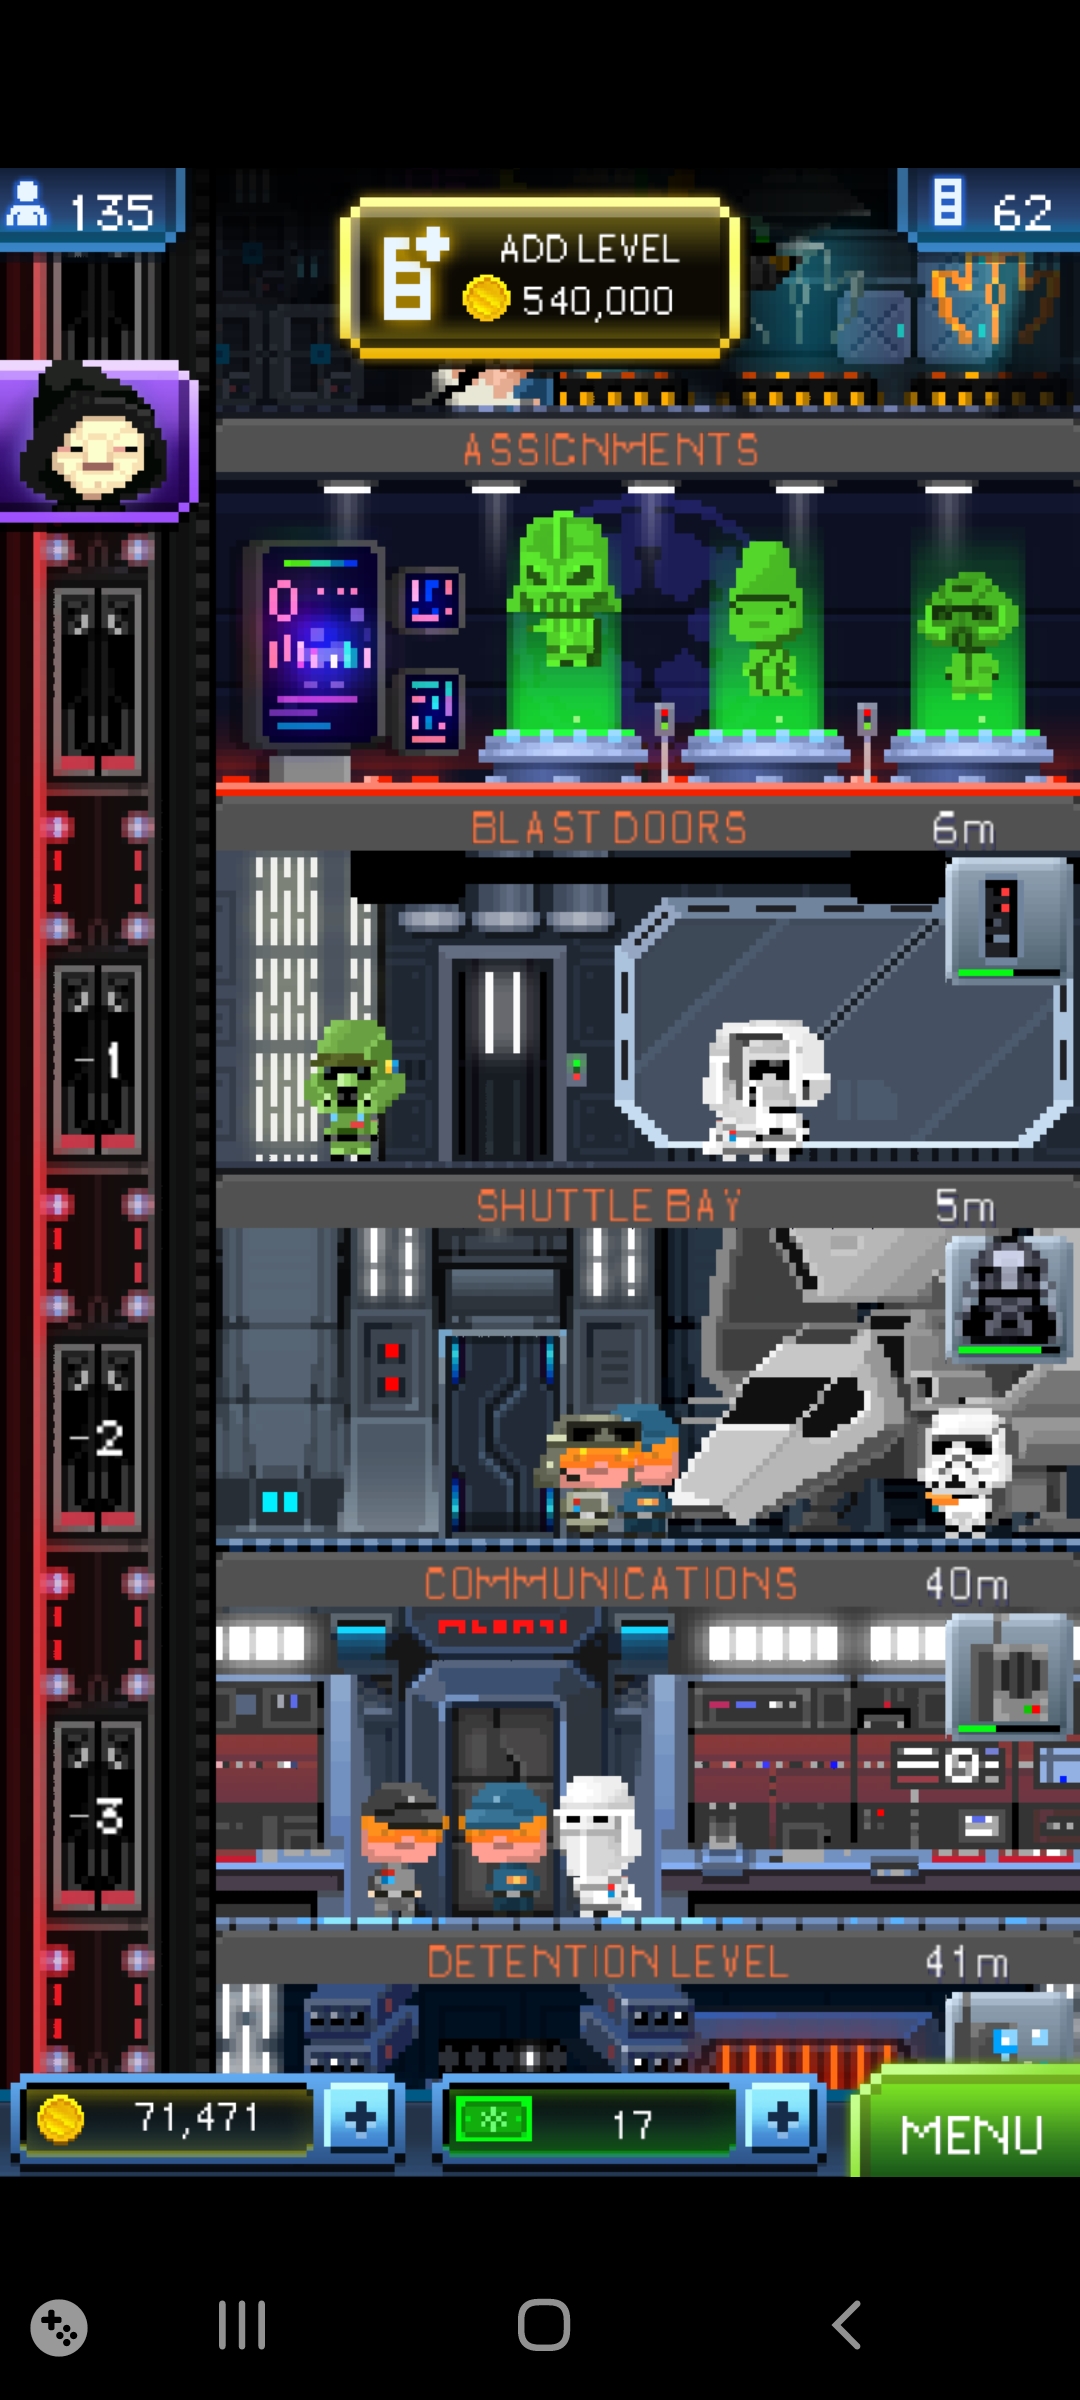 135
ADD LEVEL
540,000
62
ASSIGNMENTS
BLAST DOORS 6m
-1
SHUTTLE BAY 5m
-2
COMMUNICATIONS 40m
-3
DETENTION LEVEL 41m
71,471
17
MENU